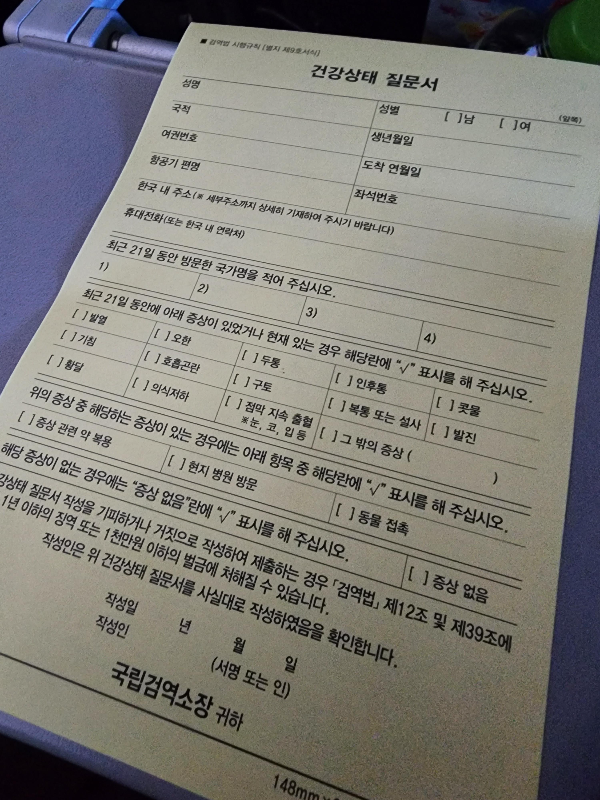 ■ 검역법 시행규칙 [별지 제9호서식]
건강상태 질문서
(앞쪽)
성명 성별 [ ]남 [ ]여
국적 생년월일
여권번호 도착 연월일
항공기 편명 좌석번호
한국 내 주소(※ 세부주소까지 상세히 기재하여 주시기 바랍니다)
휴대전화(또는 한국 내 연락처)
최근 21일 동안 방문한 국가명을 적어 주십시오.
1) 2) 3) 4)
최근 21일 동안에 아래 증상이 있었거나 현재 있는 경우 해당란에 “√” 표시를 해 주십시오.
[ ] 발열 [ ] 오한 [ ] 두통 [ ] 인후통 [ ] 콧물
[ ] 기침 [ ] 호흡곤란 [ ] 구토 [ ] 복통 또는 설사 [ ] 발진
[ ] 황달 [ ] 의식저하 [ ] 점막 지속 출혈 [ ] 그 밖의 증상 ( )
※눈, 코, 입 등
위의 증상 중 해당하는 증상이 있는 경우에는 아래 항목 중 해당란에 “√” 표시를 해 주십시오.
[ ] 증상 관련 약 복용 [ ] 현지 병원 방문 [ ] 동물 접촉
해당 증상이 없는 경우에는 “증상 없음”란에 “√” 표시를 해 주십시오. [ ] 증상 없음
강상태 질문서 작성을 기피하거나 거짓으로 작성하여 제출하는 경우 「검역법」 제12조 및 제39조에
1년 이하의 징역 또는 1천만원 이하의 벌금에 처해질 수 있습니다.
작성인은 위 건강상태 질문서를 사실대로 작성하였음을 확인합니다.
작성일 년 월 일
작성인 (서명 또는 인)
국립검역소장 귀하
148mm